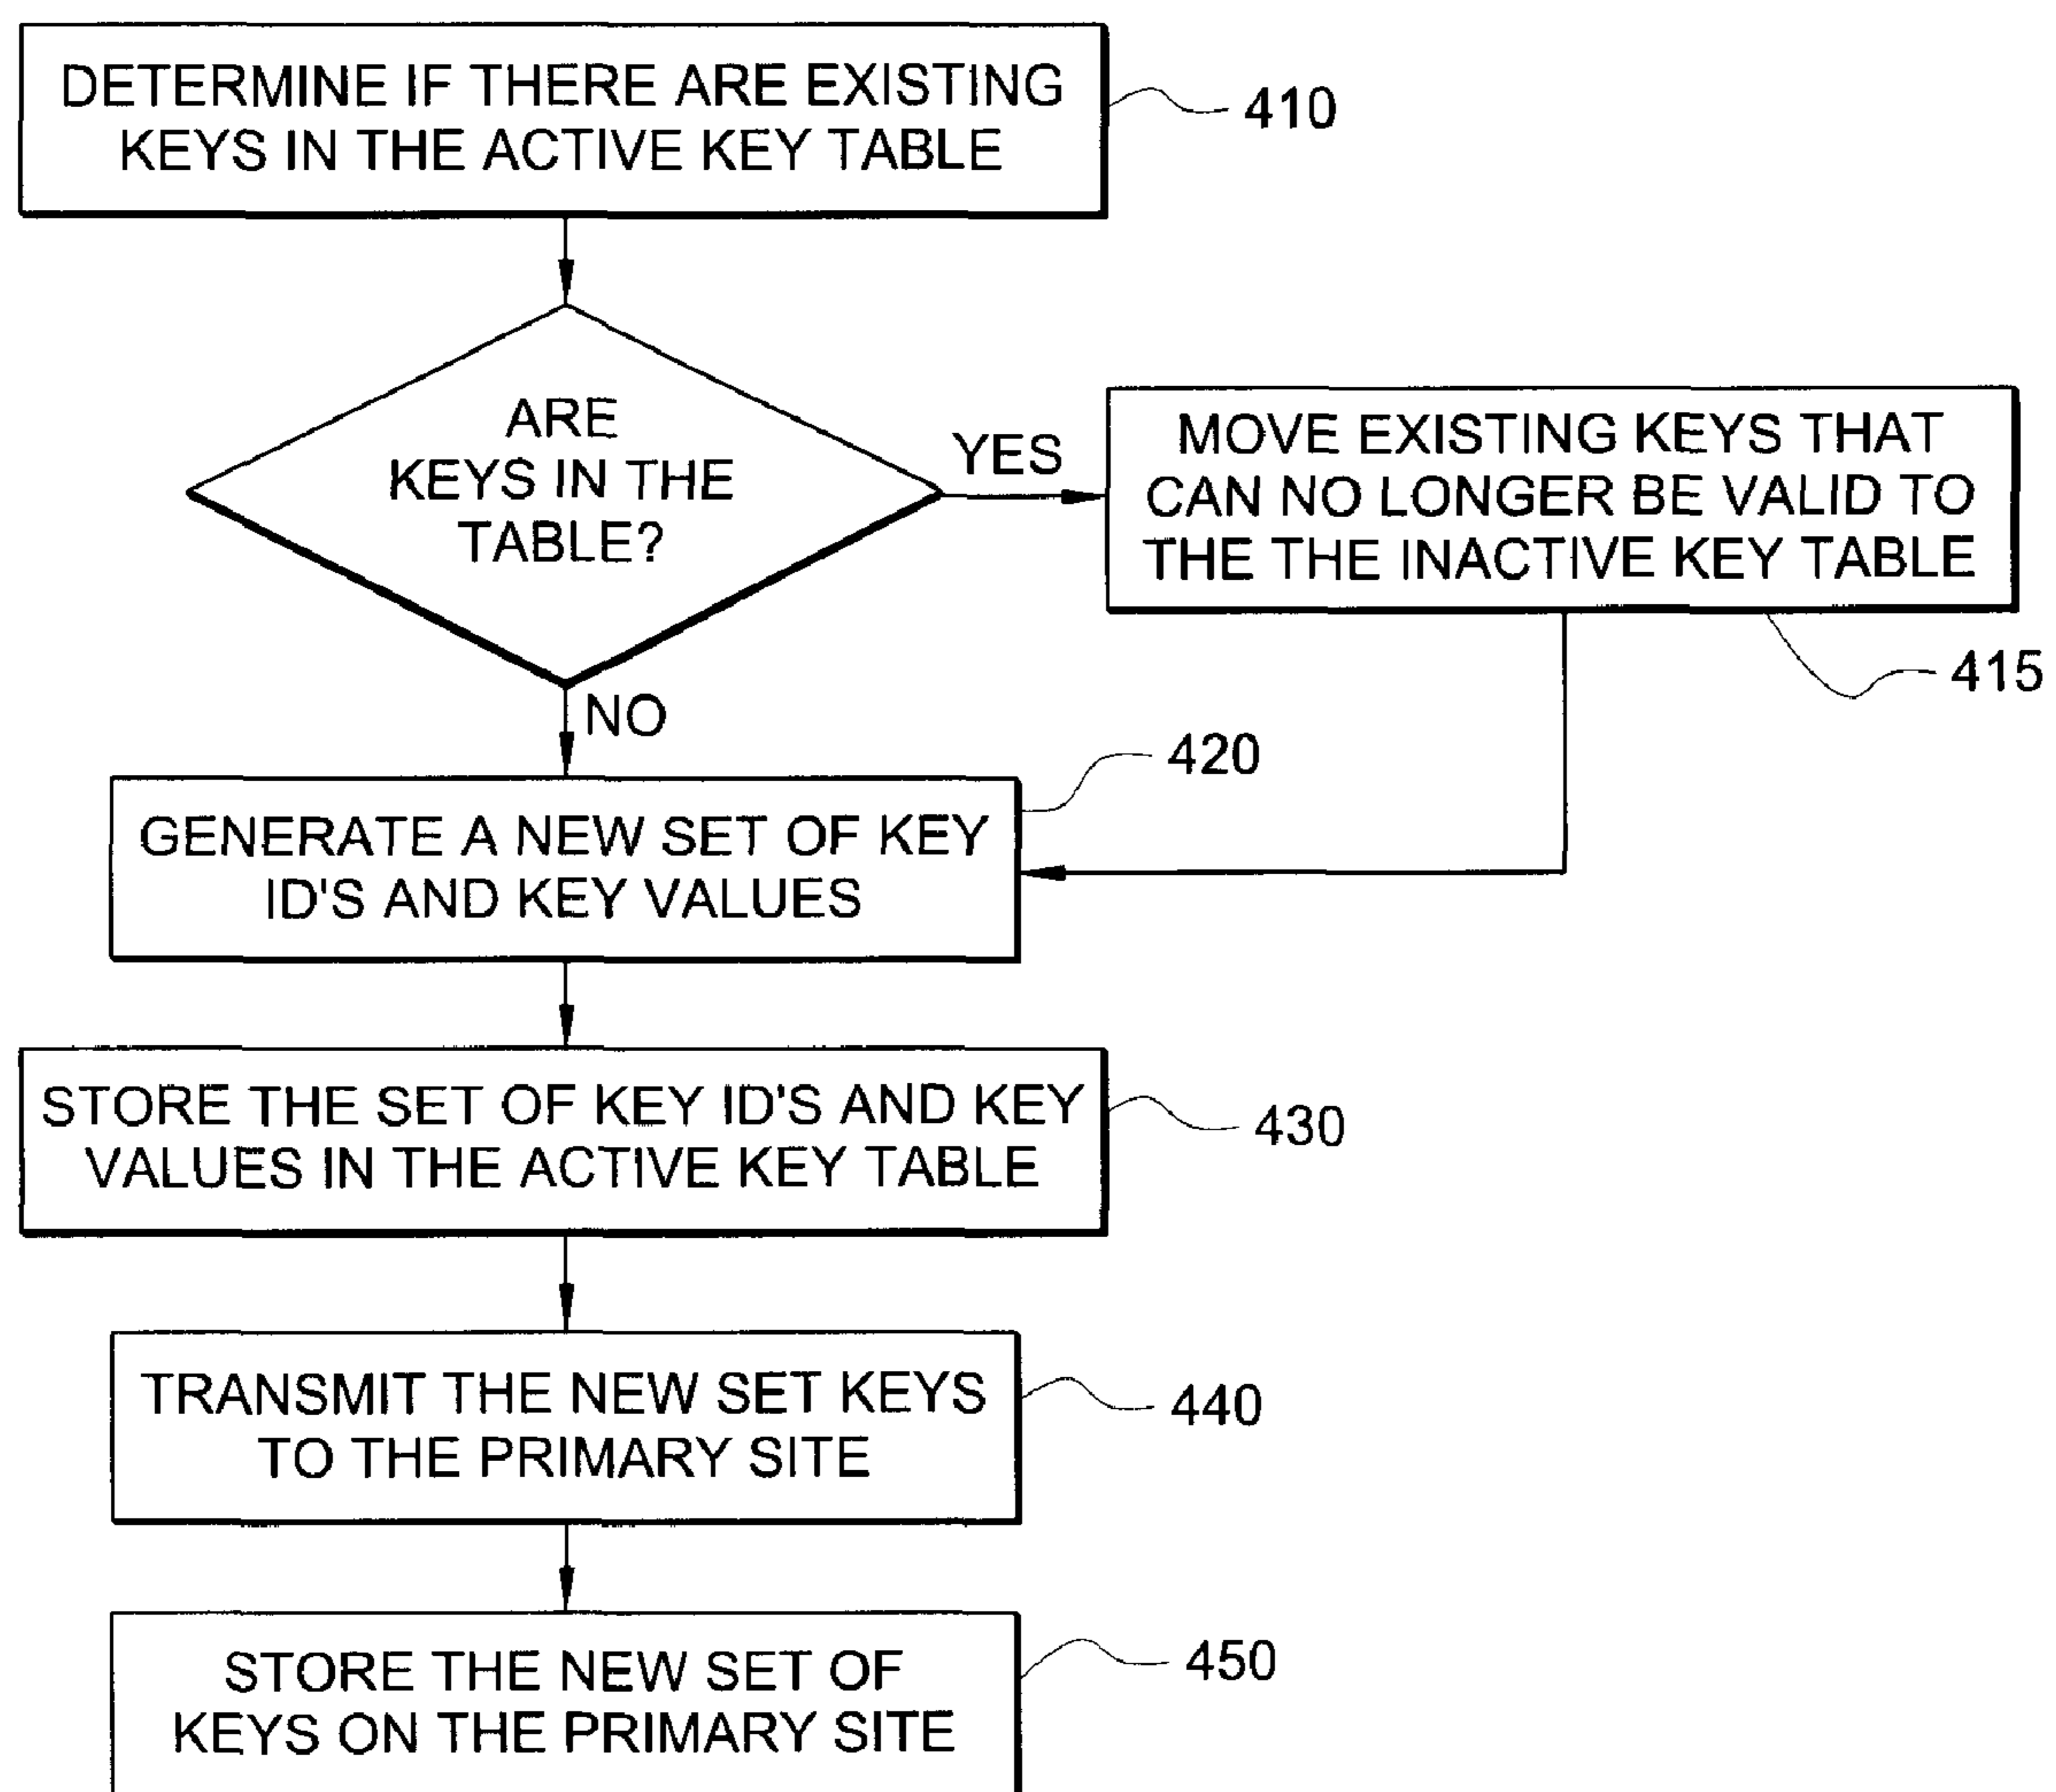 DETERMINE IF THERE ARE EXISTING
KEYS IN THE ACTIVE KEY TABLE
410
ARE
KEYS IN THE
TABLE?
YES
MOVE EXISTING KEYS THAT
CAN NO LONGER BE VALID TO
THE THE INACTIVE KEY TABLE
415
NO
420
GENERATE A NEW SET OF KEY
ID'S AND KEY VALUES
STORE THE SET OF KEY ID'S AND KEY
VALUES IN THE ACTIVE KEY TABLE
430
TRANSMIT THE NEW SET KEYS
TO THE PRIMARY SITE
440
STORE THE NEW SET OF
KEYS ON THE PRIMARY SITE
450